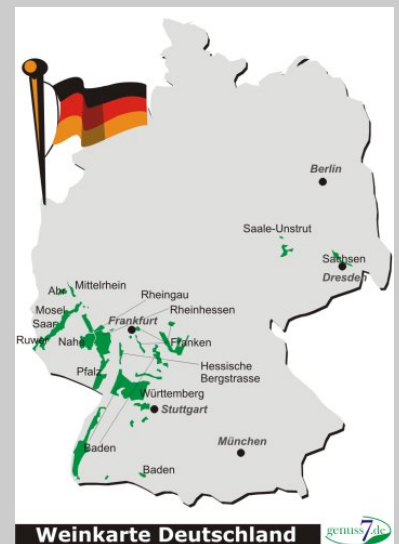 Berlin
Saale-Unstrut
Sachsen
Dresden
Ahr
Mittelrhein
Rheingau
Mosel
Saar
Ruwer
Rheinhessen
Frankfurt
Nahe
Franken
Pfalz
Hessische
Bergstrasse
Württemberg
Stuttgart
Baden
München
Baden
Weinkarte Deutschland
genuss7.de